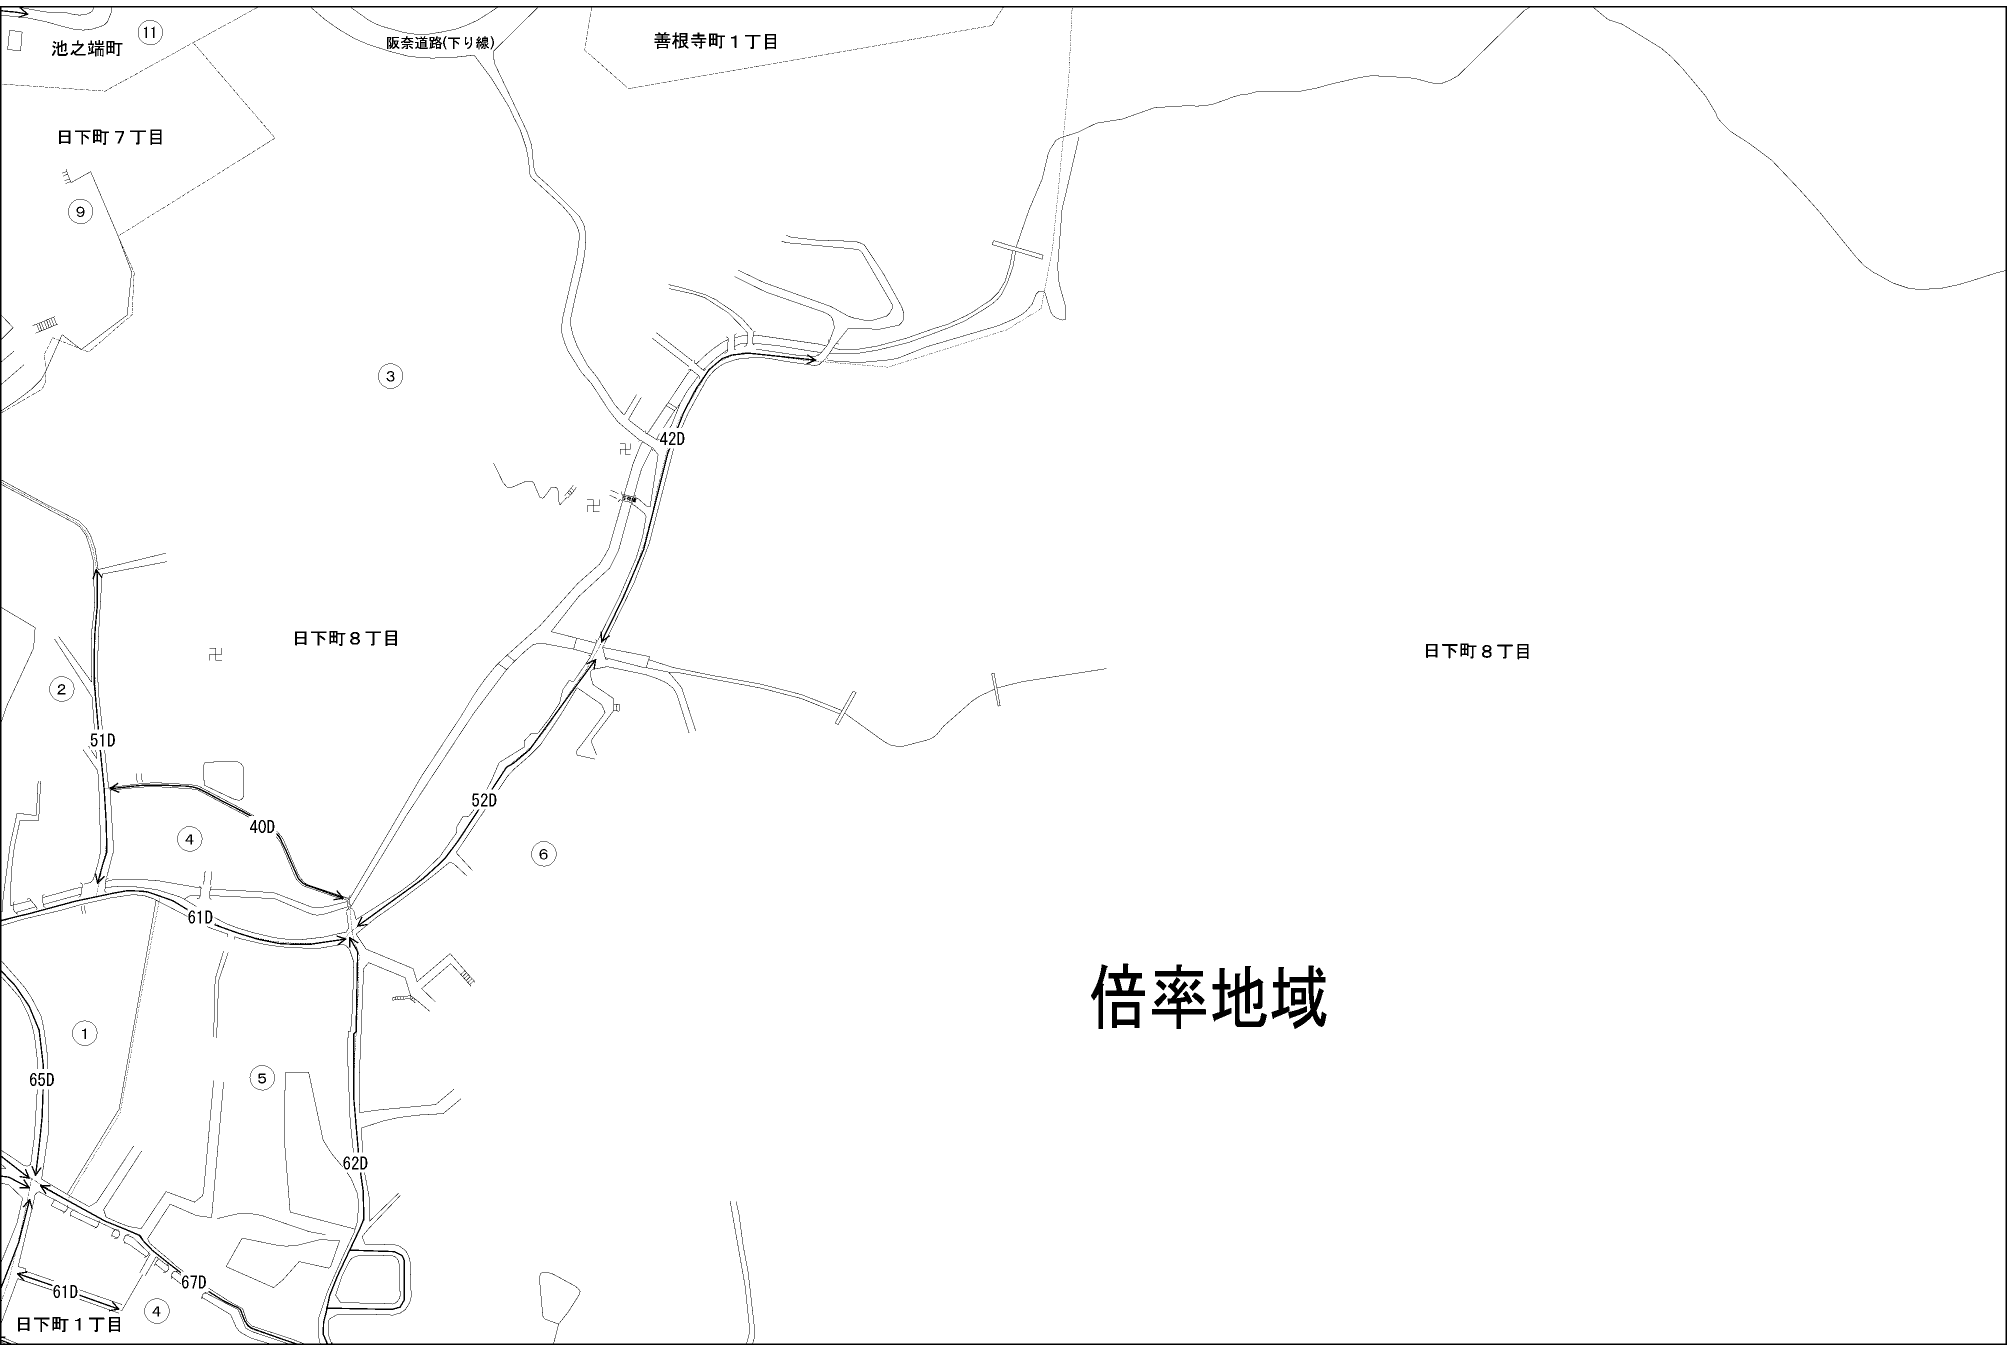 ⑪
池之端町
阪奈道路(下り線)
善根寺町１丁目
日下町７丁目
⑨
③
42D
日下町８丁目
日下町８丁目
②
51D
52D
40D
④
⑥
61D
倍率地域
①
65D
⑤
62D
67D
61D
④
日下町１丁目